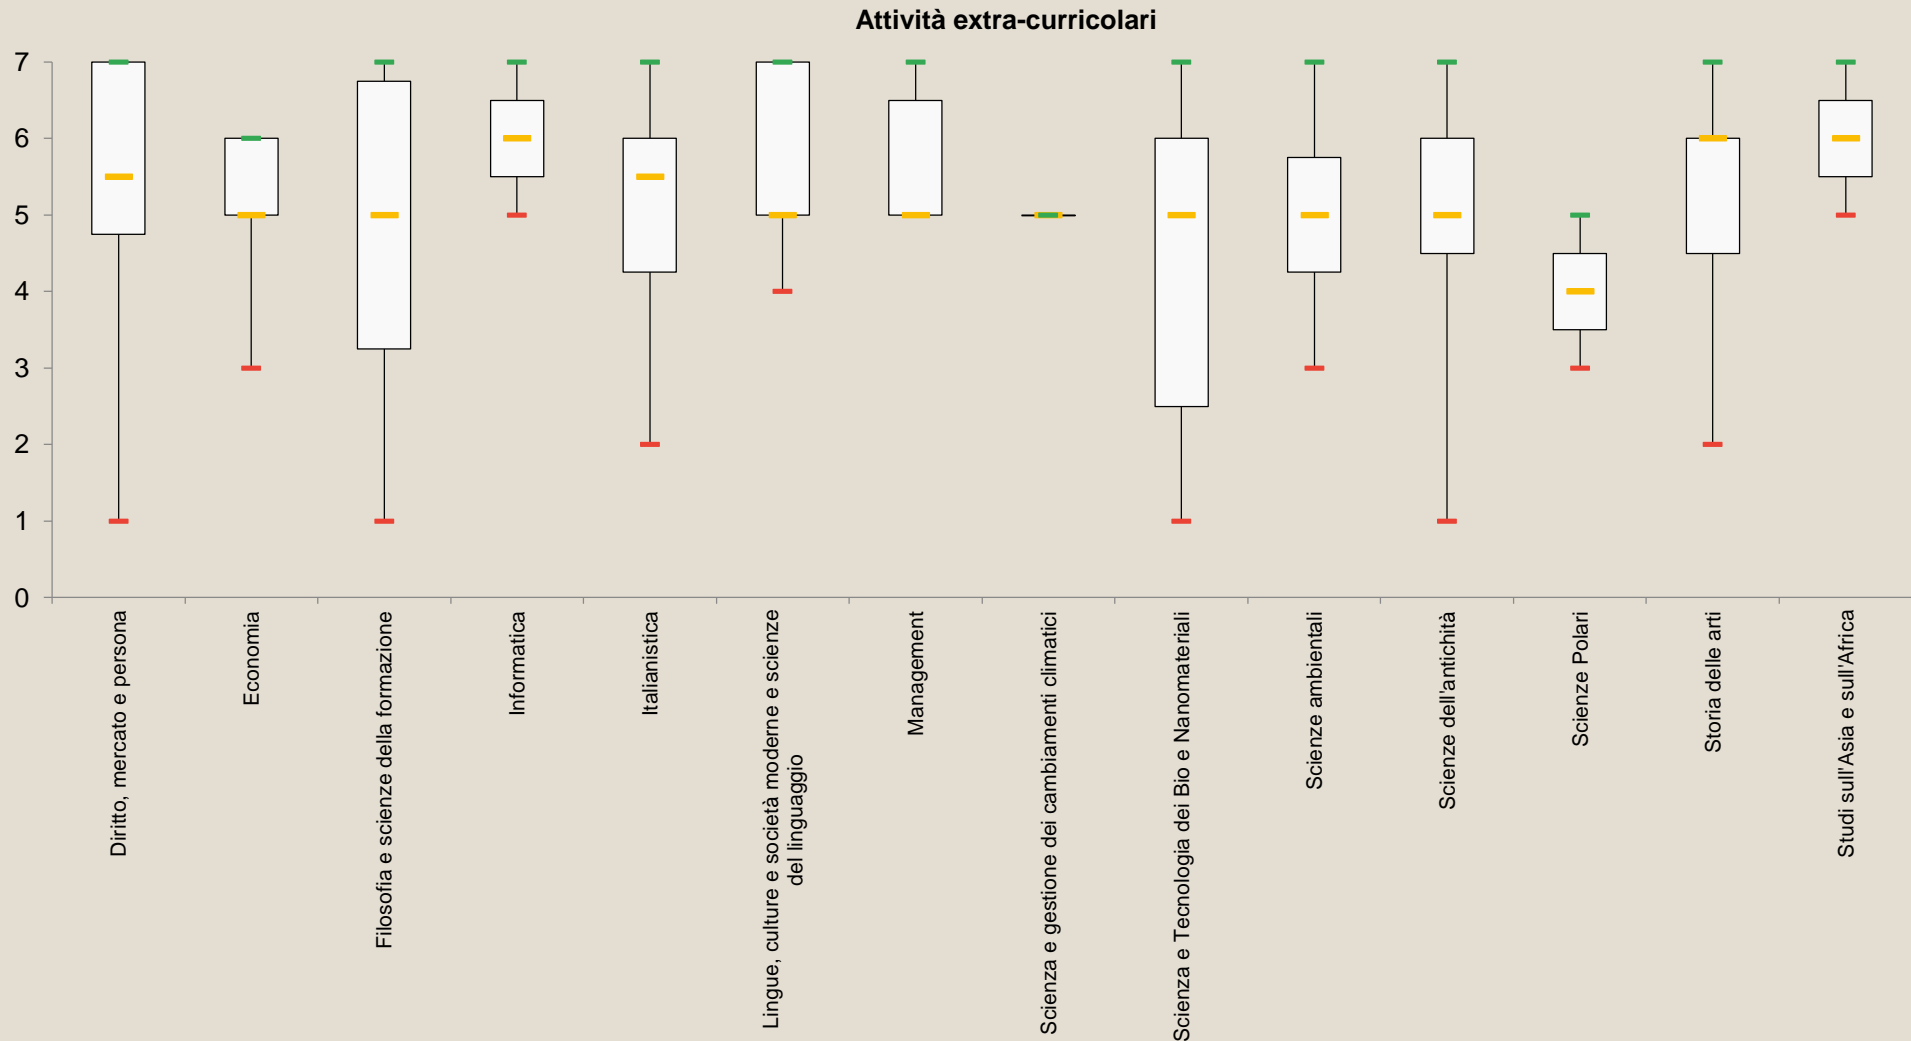 Attività extra-curricolari
7
6
5
4
3
2
1
0
Diritto, mercato e persona
Economia
Filosofia e scienze della formazione
Informatica
Italianistica
Lingue, culture e società moderne e scienze
del linguaggio
Management
Scienza e gestione dei cambiamenti climatici
Scienza e Tecnologia dei Bio e Nanomateriali
Scienze ambientali
Scienze dell'antichità
Scienze Polari
Storia delle arti
Studi sull'Asia e sull'Africa